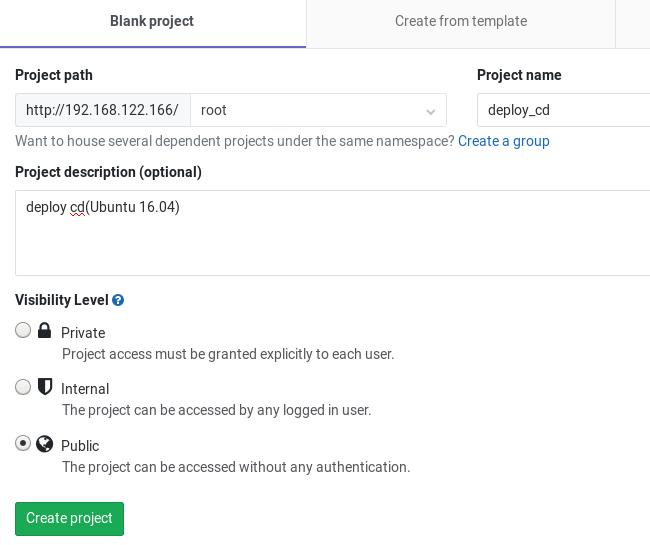 Blank project
Create from template
Project path
Project name
http://192.168.122.166/
root
deploy_cd
Want to house several dependent projects under the same namespace? Create a group
Project description (optional)
deploy cd(Ubuntu 16.04)
Visibility Level ?
Private
Project access must be granted explicitly to each user.
Internal
The project can be accessed by any logged in user.
Public
The project can be accessed without any authentication.
Create project